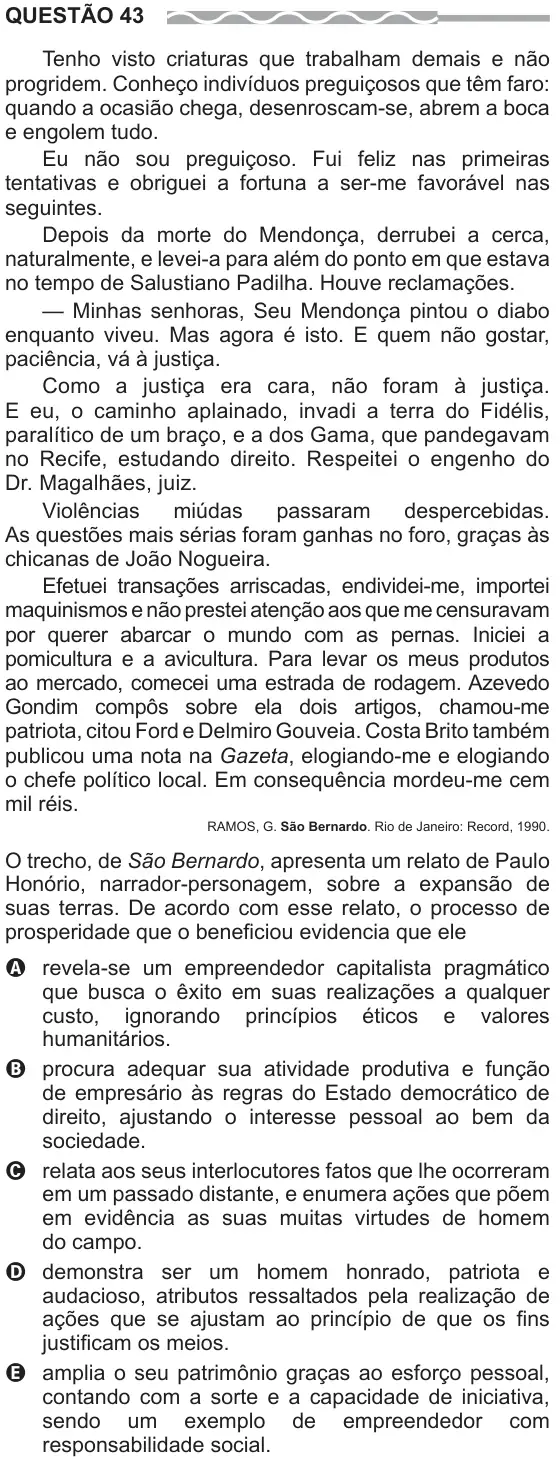 QUESTÃO 43
Tenho visto criaturas que trabalham demais e não
progridem. Conheço indivíduos preguiçosos que têm faro:
quando a ocasião chega, desenroscam-se, abrem a boca
e engolem tudo.
Eu não sou preguiçoso. Fui feliz nas primeiras
tentativas e obriguei a fortuna a ser-me favorável nas
seguintes.
Depois da morte do Mendonça, derrubei a cerca,
naturalmente, e levei-a para além do ponto em que estava
no tempo de Salustiano Padilha. Houve reclamações.
— Minhas senhoras, Seu Mendonça pintou o diabo
enquanto viveu. Mas agora é isto. E quem não gostar,
paciência, vá à justiça.
Como a justiça era cara, não foram à justiça.
E eu, o caminho aplainado, invadi a terra do Fidélis,
paralítico de um braço, e a dos Gama, que pandegavam
no Recife, estudando direito. Respeitei o engenho do
Dr. Magalhães, juiz.
Violências miúdas passaram despercebidas.
As questões mais sérias foram ganhas no foro, graças às
chicanas de João Nogueira.
Efetuei transações arriscadas, endividei-me, importei
maquinismos e não prestei atenção aos que me censuravam
por querer abarcar o mundo com as pernas. Iniciei a
pomicultura e a avicultura. Para levar os meus produtos
ao mercado, comecei uma estrada de rodagem. Azevedo
Gondim compôs sobre ela dois artigos, chamou-me
patriota, citou Ford e Delmiro Gouveia. Costa Brito também
publicou uma nota na Gazeta, elogiando-me e elogiando
o chefe político local. Em consequência mordeu-me cem
mil réis.
RAMOS, G. São Bernardo. Rio de Janeiro: Record, 1990.
O trecho, de São Bernardo, apresenta um relato de Paulo
Honório, narrador-personagem, sobre a expansão de
suas terras. De acordo com esse relato, o processo de
prosperidade que o beneficiou evidencia que ele
A revela-se um empreendedor capitalista pragmático
que busca o êxito em suas realizações a qualquer
custo, ignorando princípios éticos e valores
humanitários.
B procura adequar sua atividade produtiva e função
de empresário às regras do Estado democrático de
direito, ajustando o interesse pessoal ao bem da
sociedade.
C relata aos seus interlocutores fatos que lhe ocorreram
em um passado distante, e enumera ações que põem
em evidência as suas muitas virtudes de homem
do campo.
D demonstra ser um homem honrado, patriota e
audacioso, atributos ressaltados pela realização de
ações que se ajustam ao princípio de que os fins
justificam os meios.
E amplia o seu patrimônio graças ao esforço pessoal,
contando com a sorte e a capacidade de iniciativa,
sendo um exemplo de empreendedor com
responsabilidade social.